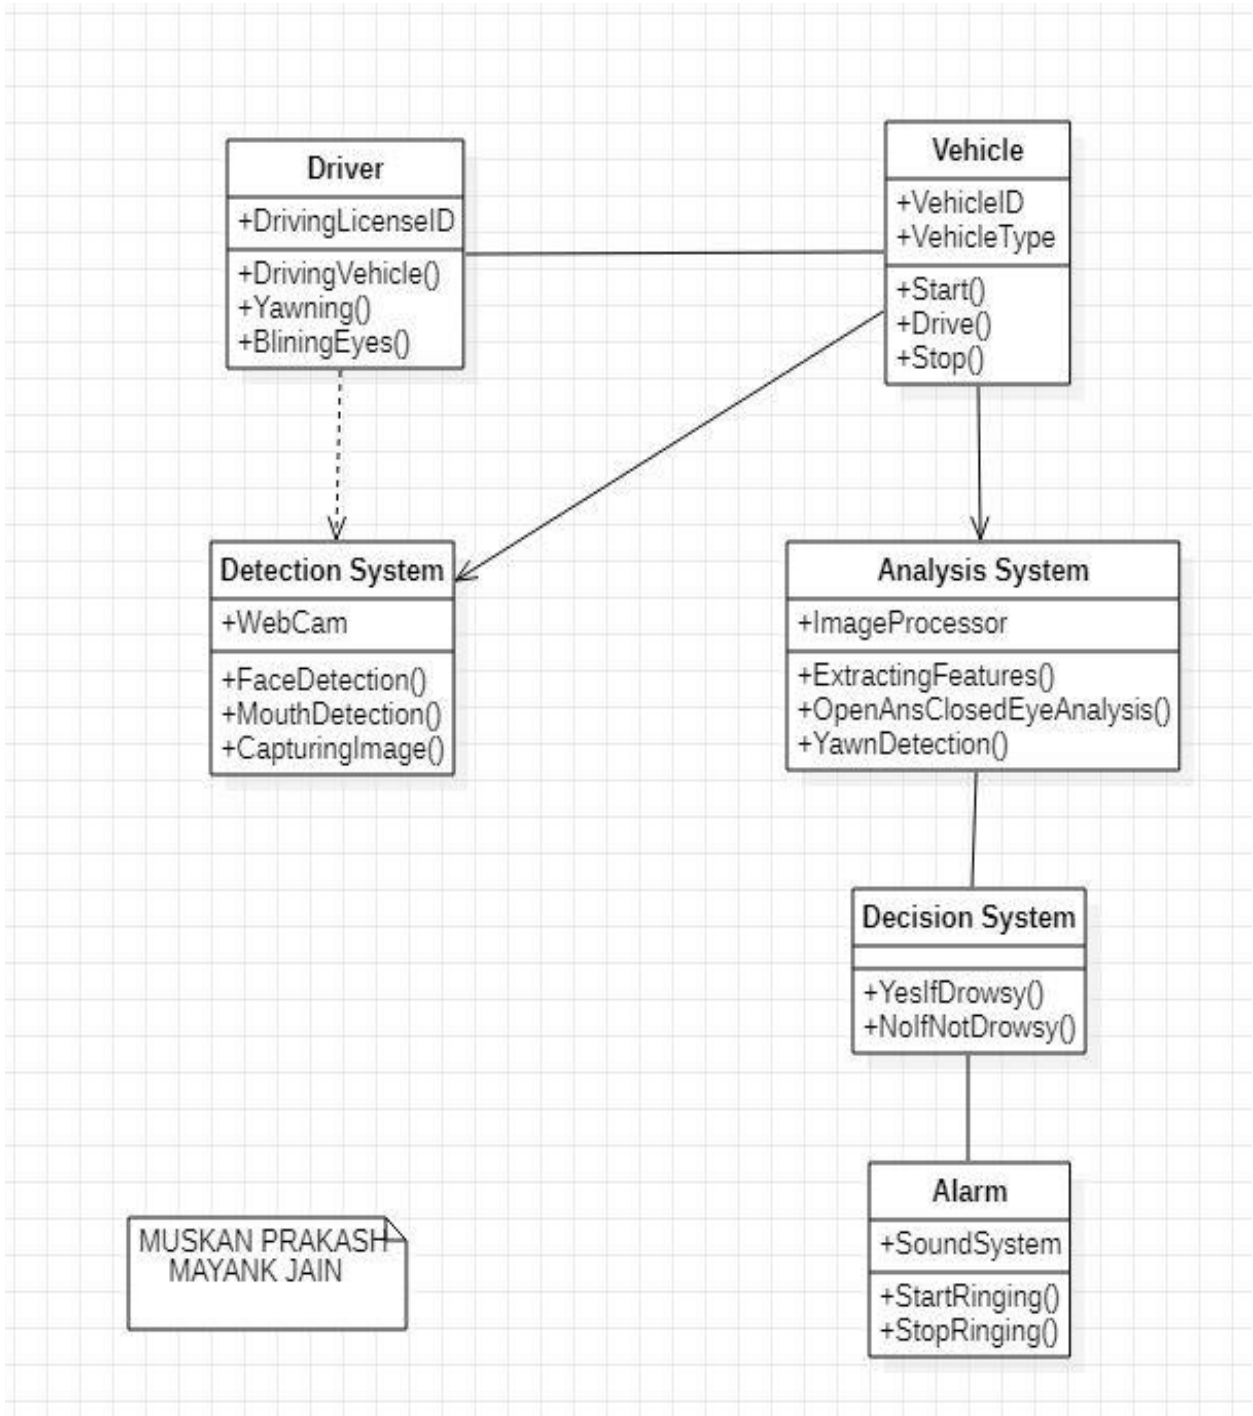 Driver
+DrivingLicenseID
+DrivingVehicle()
+Yawning()
+BliningEyes()
Vehicle
+VehicleID
+VehicleType
+Start()
+Drive()
+Stop()
Detection System
+WebCam
+FaceDetection()
+MouthDetection()
+CapturingImage()
Analysis System
+ImageProcessor
+ExtractingFeatures()
+OpenAnsClosedEyeAnalysis()
+YawnDetection()
Decision System
+YesIfDrowsy()
+NoIfNotDrowsy()
Alarm
+SoundSystem
+StartRinging()
+StopRinging()
MUSKAN PRAKASH
MAYANK JAIN